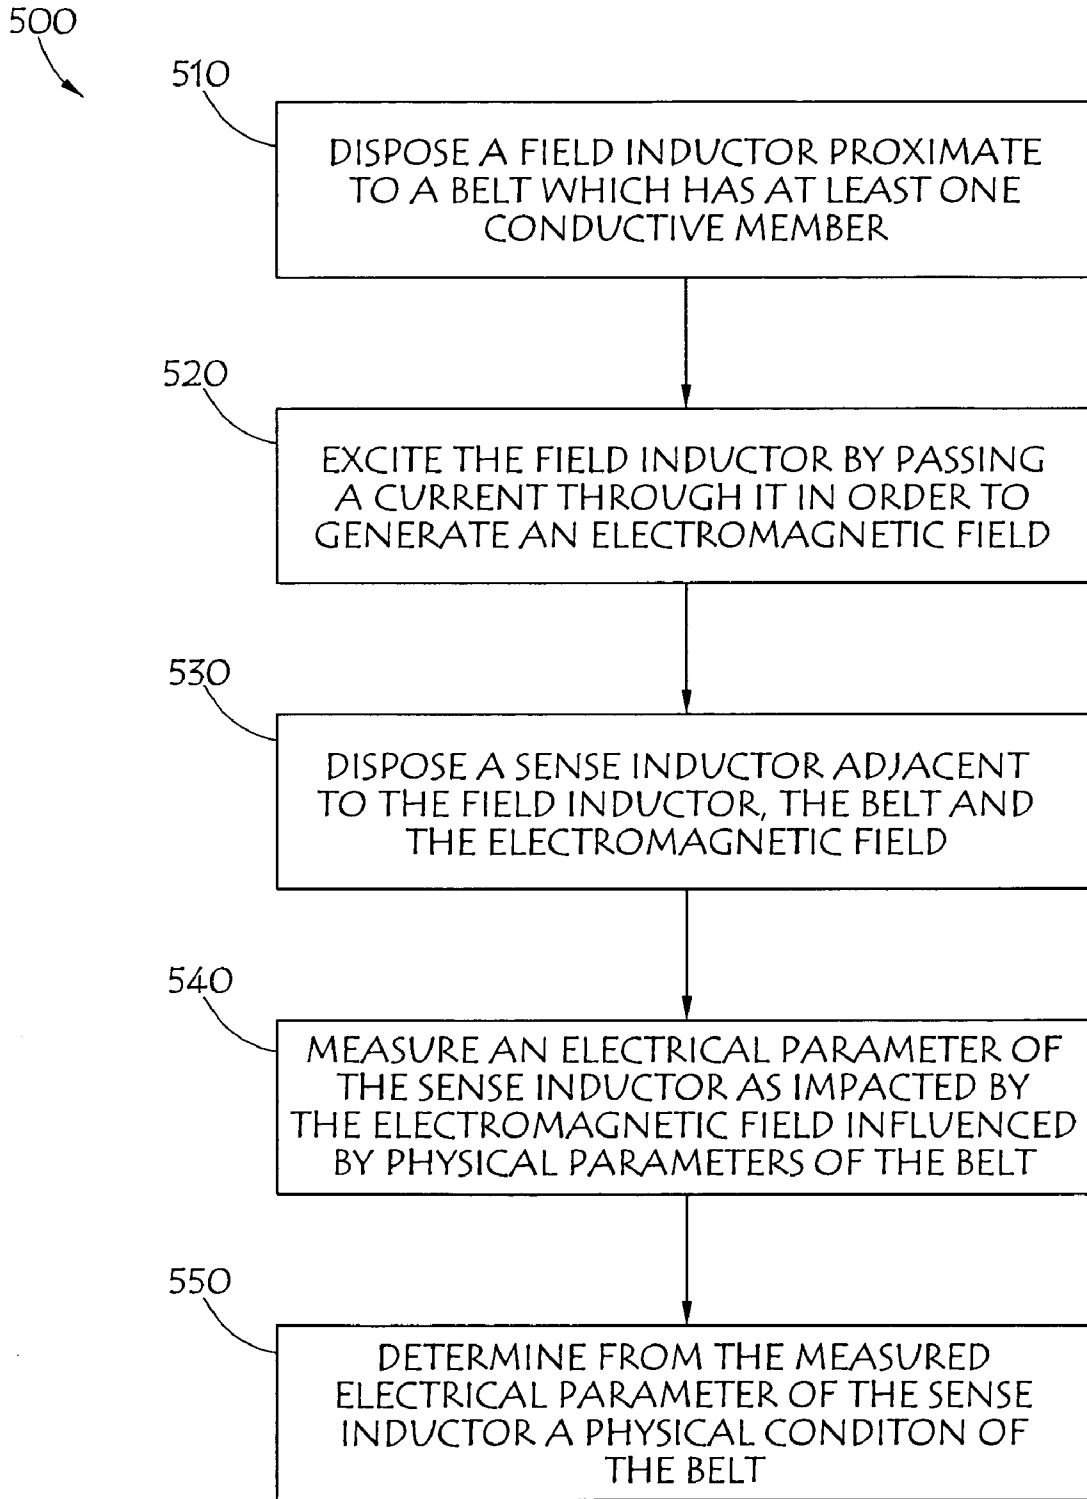 500
510
DISPOSE A FIELD INDUCTOR PROXIMATE
TO A BELT WHICH HAS AT LEAST ONE
CONDUCTIVE MEMBER
520
EXCITE THE FIELD INDUCTOR BY PASSING
A CURRENT THROUGH IT IN ORDER TO
GENERATE AN ELECTROMAGNETIC FIELD
530
DISPOSE A SENSE INDUCTOR ADJACENT
TO THE FIELD INDUCTOR, THE BELT AND
THE ELECTROMAGNETIC FIELD
540
MEASURE AN ELECTRICAL PARAMETER OF
THE SENSE INDUCTOR AS IMPACTED BY
THE ELECTROMAGNETIC FIELD INFLUENCED
BY PHYSICAL PARAMETERS OF THE BELT
550
DETERMINE FROM THE MEASURED
ELECTRICAL PARAMETER OF THE SENSE
INDUCTOR A PHYSICAL CONDITON OF
THE BELT